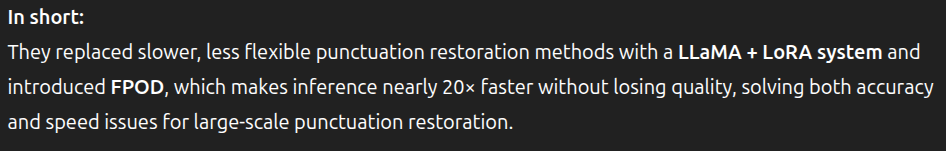 In short:
They replaced slower, less flexible punctuation restoration methods with a LLaMA + LoRA system and
introduced FPOD, which makes inference nearly 20× faster without losing quality, solving both accuracy
and speed issues for large-scale punctuation restoration.